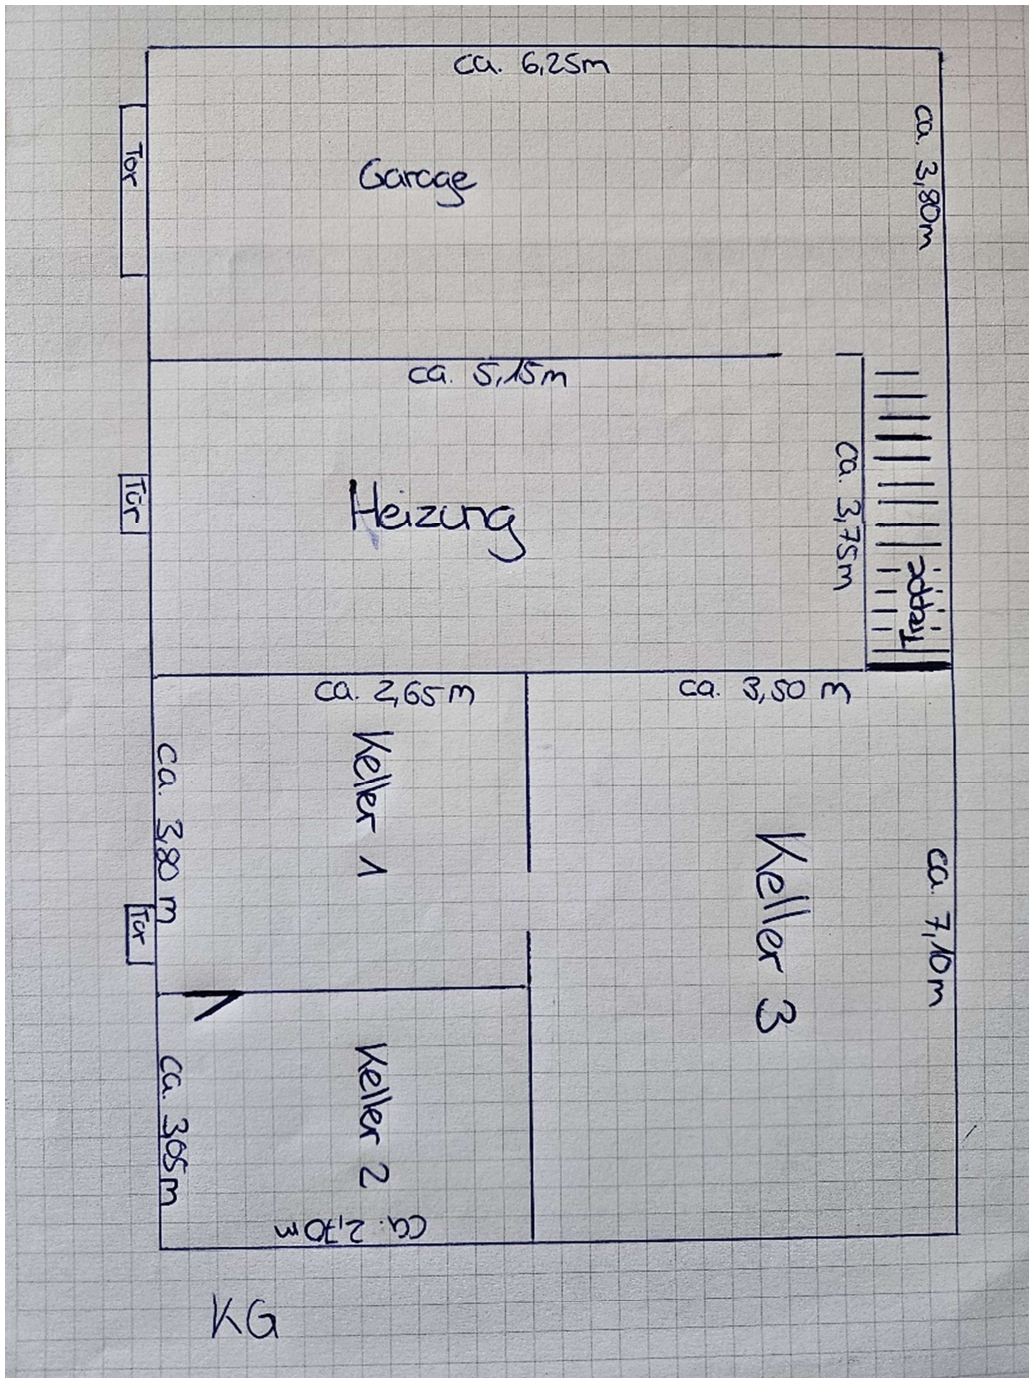 ca. 6,25m
ca. 3,80m
Tor
Garage
ca. 5,15m
Tür
Heizung
ca. 3,75m
Treppe
ca. 2,65 m
ca. 3,50 m
Keller 1
ca. 3,80 m
Keller 3
ca. 7,10m
Keller 2
ca. 3,05m
ca. 2,70m
KG